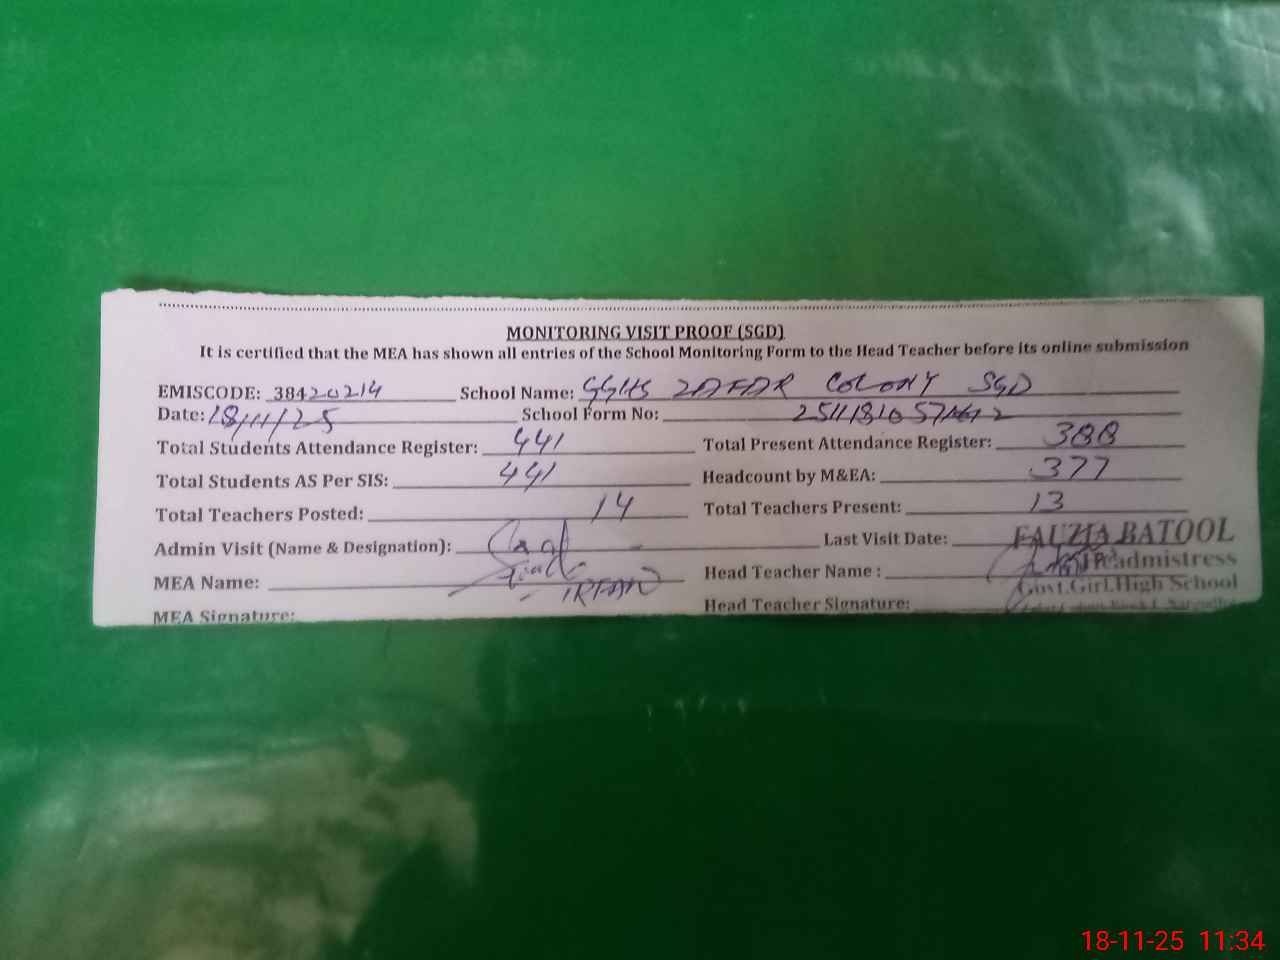 MONITORING VISIT PROOF (SGD)
It is certified that the MEA has shown all entries of the School Monitoring Form to the Head Teacher before its online submission
EMISCODE: 38420214 School Name: GGHS ZAFAR COLONY SGD
Date: 18/11/25 School Form No:
Total Students Attendance Register: 441 Total Present Attendance Register: 388
Total Students AS Per SIS: 441 Headcount by M&EA: 377
Total Teachers Posted: 14 Total Teachers Present: 13
Admin Visit (Name & Designation): Last Visit Date: FAUZIA BATOOL
MEA Name: IRFAN Head Teacher Name : Headmistress
Govt.Girl.High School
MEA Signature: Head Teacher Signature:
18-11-25 11:34